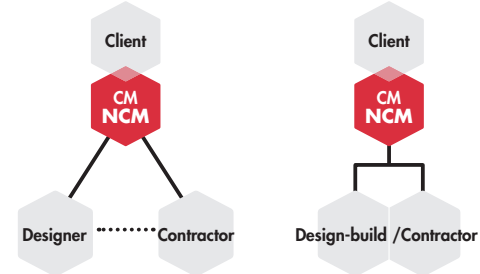 Client
CM
NCM
Designer
Contractor
Client
CM
NCM
Design-build /Contractor